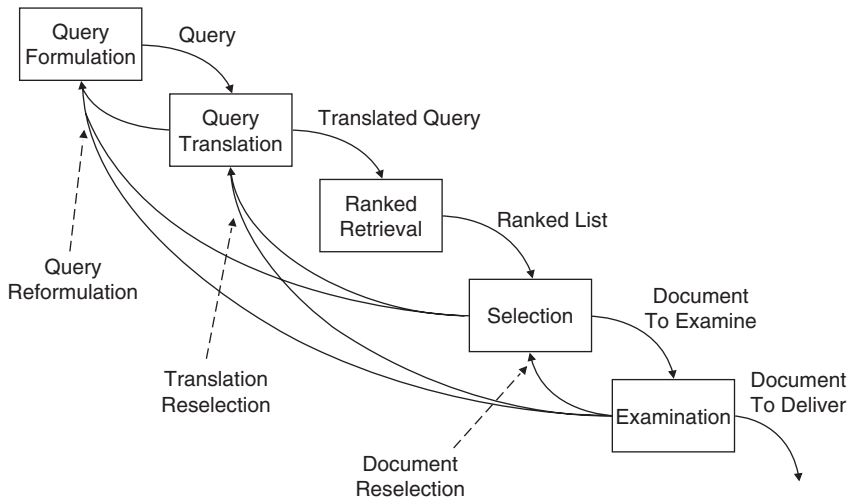 Query
Formulation
Query
Query
Translation
Translated Query
Ranked
Retrieval
Ranked List
Query
Reformulation
Selection
Document
To Examine
Translation
Reselection
Examination
Document
To Deliver
Document
Reselection